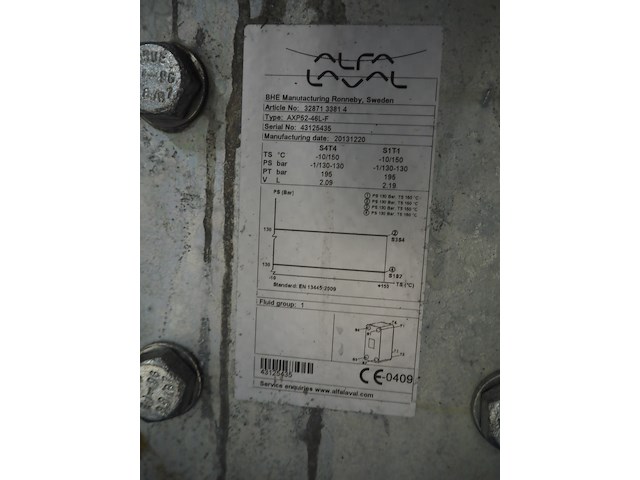 ALFA
LAVAL
BHE Manufacturing Ronneby, Sweden
Article No: 32871 3381 4
Type: AXP52-46L-F
Serial No: 43125435
Manufacturing date: 20131220
S4T4 S1T1
TS °C -10/150 -10/150
PS bar -1/130-130 -1/130-130
PT bar 195 195
V L 2.09 2.19
PS (Bar)
130
130
-10
TS (°C)
Standard: EN 13445:2009
Fluid group: 1
43125435
CE-0409
Service enquiries www.alfalaval.com